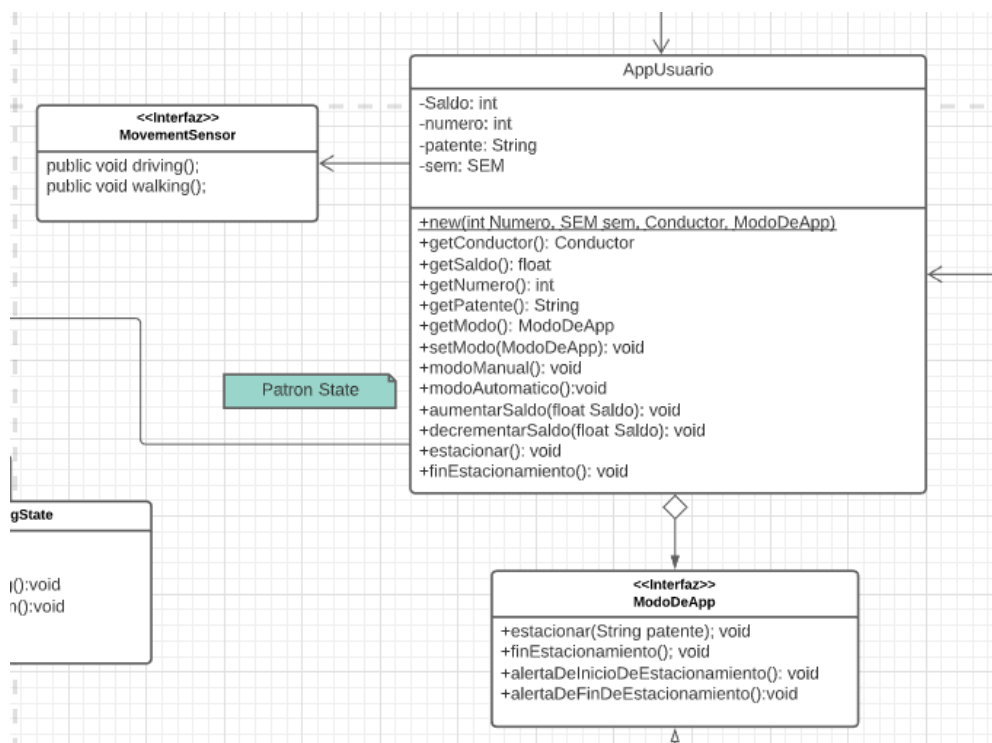 AppUsuario
-Saldo: int
-numero: int
-patente: String
-sem: SEM
+new(int Numero, SEM sem, Conductor, ModoDeApp)
+getConductor(): Conductor
+getSaldo(): float
+getNumero(): int
+getPatente(): String
+getModo(): ModoDeApp
+setModo(ModoDeApp): void
+modoManual(): void
+modoAutomatico():void
+aumentarSaldo(float Saldo): void
+decrementarSaldo(float Saldo): void
+estacionar(): void
+finEstacionamiento(): void
<<Interfaz>>
MovementSensor
public void driving();
public void walking();
Patron State
gState
():void
n():void
<<Interfaz>>
ModoDeApp
+estacionar(String patente); void
+finEstacionamiento(); void
+alertaDeInicioDeEstacionamiento(): void
+alertaDeFinDeEstacionamiento():void